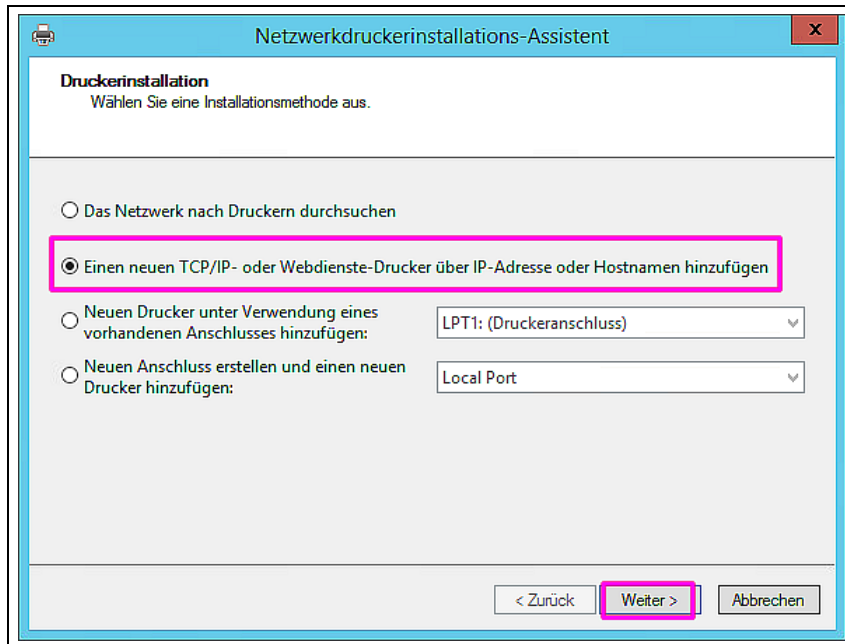 Netzwerkdruckerinstallations-Assistent
x
Druckerinstallation
Wählen Sie eine Installationsmethode aus.
Das Netzwerk nach Druckern durchsuchen
Einen neuen TCP/IP- oder Webdienste-Drucker über IP-Adresse oder Hostnamen hinzufügen
Neuen Drucker unter Verwendung eines
vorhandenen Anschlusses hinzufügen:
LPT1: (Druckeranschluss)
Neuen Anschluss erstellen und einen neuen
Drucker hinzufügen:
Local Port
< Zurück
Weiter >
Abbrechen